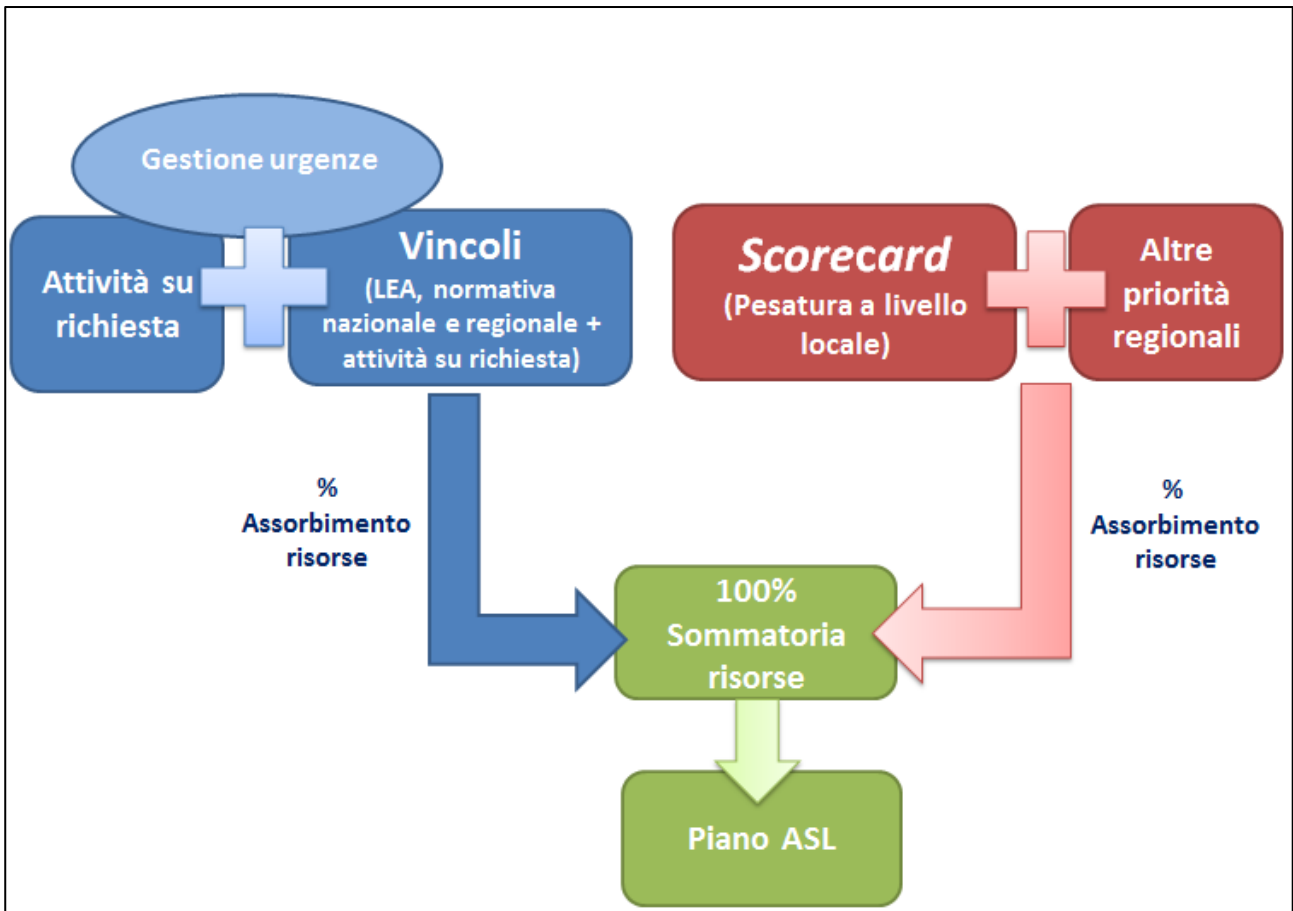 Gestione urgenze
Attività su
richiesta
Vincoli
(LEA, normativa
nazionale e regionale +
attività su richiesta)
Scorecard
(Pesatura a livello
locale)
Altre
priorità
regionali
%
Assorbimento
risorse
%
Assorbimento
risorse
100%
Sommatoria
risorse
Piano ASL